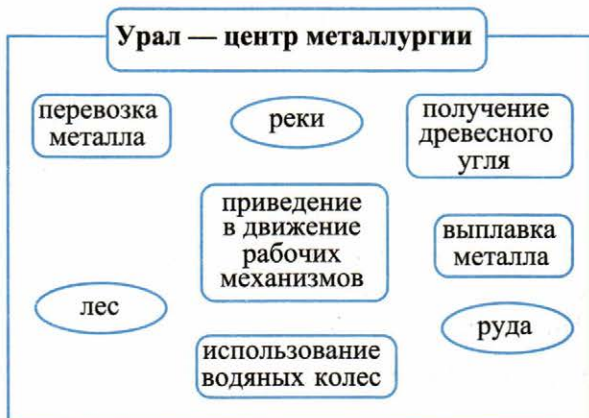 Урал — центр металлургии
перевозка
металла
реки
получение
древесного
угля
приведение
в движение
рабочих
механизмов
выплавка
металла
лес
руда
использование
водяных колес